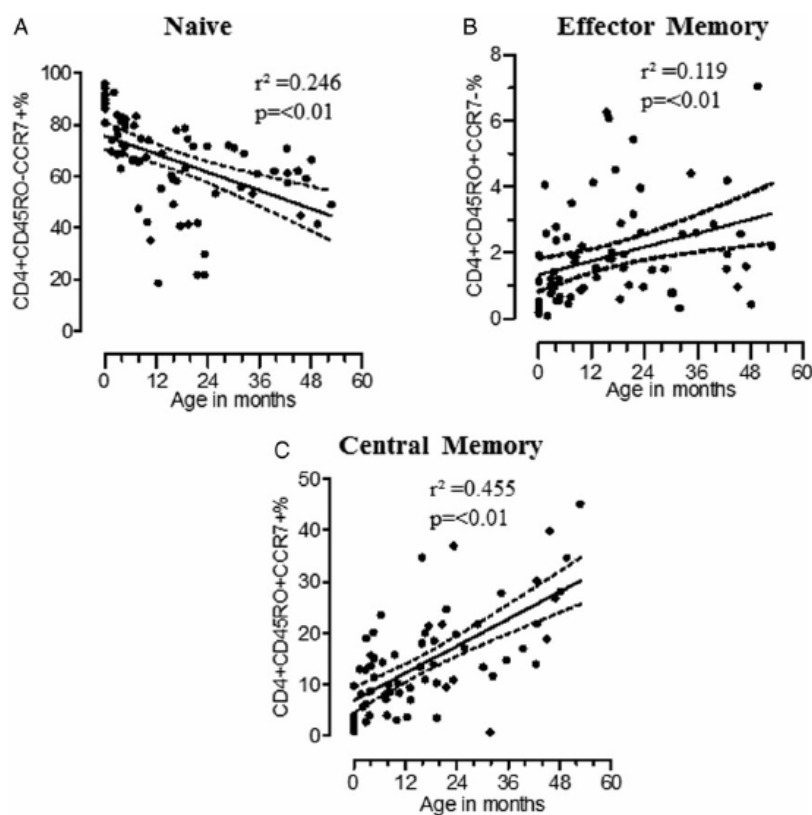 A
Naive
r² =0.246
p=<0.01
CD4+CD45RO-CCR7+%
100
80
60
40
20
0
0 12 24 36 48 60
Age in months
B
Effector Memory
r² =0.119
p=<0.01
CD4+CD45RO+CCR7-%
8
6
4
2
0
0 12 24 36 48 60
Age in months
C
Central Memory
r² =0.455
p=<0.01
CD4+CD45RO+CCR7+%
50
40
30
20
10
0
0 12 24 36 48 60
Age in months